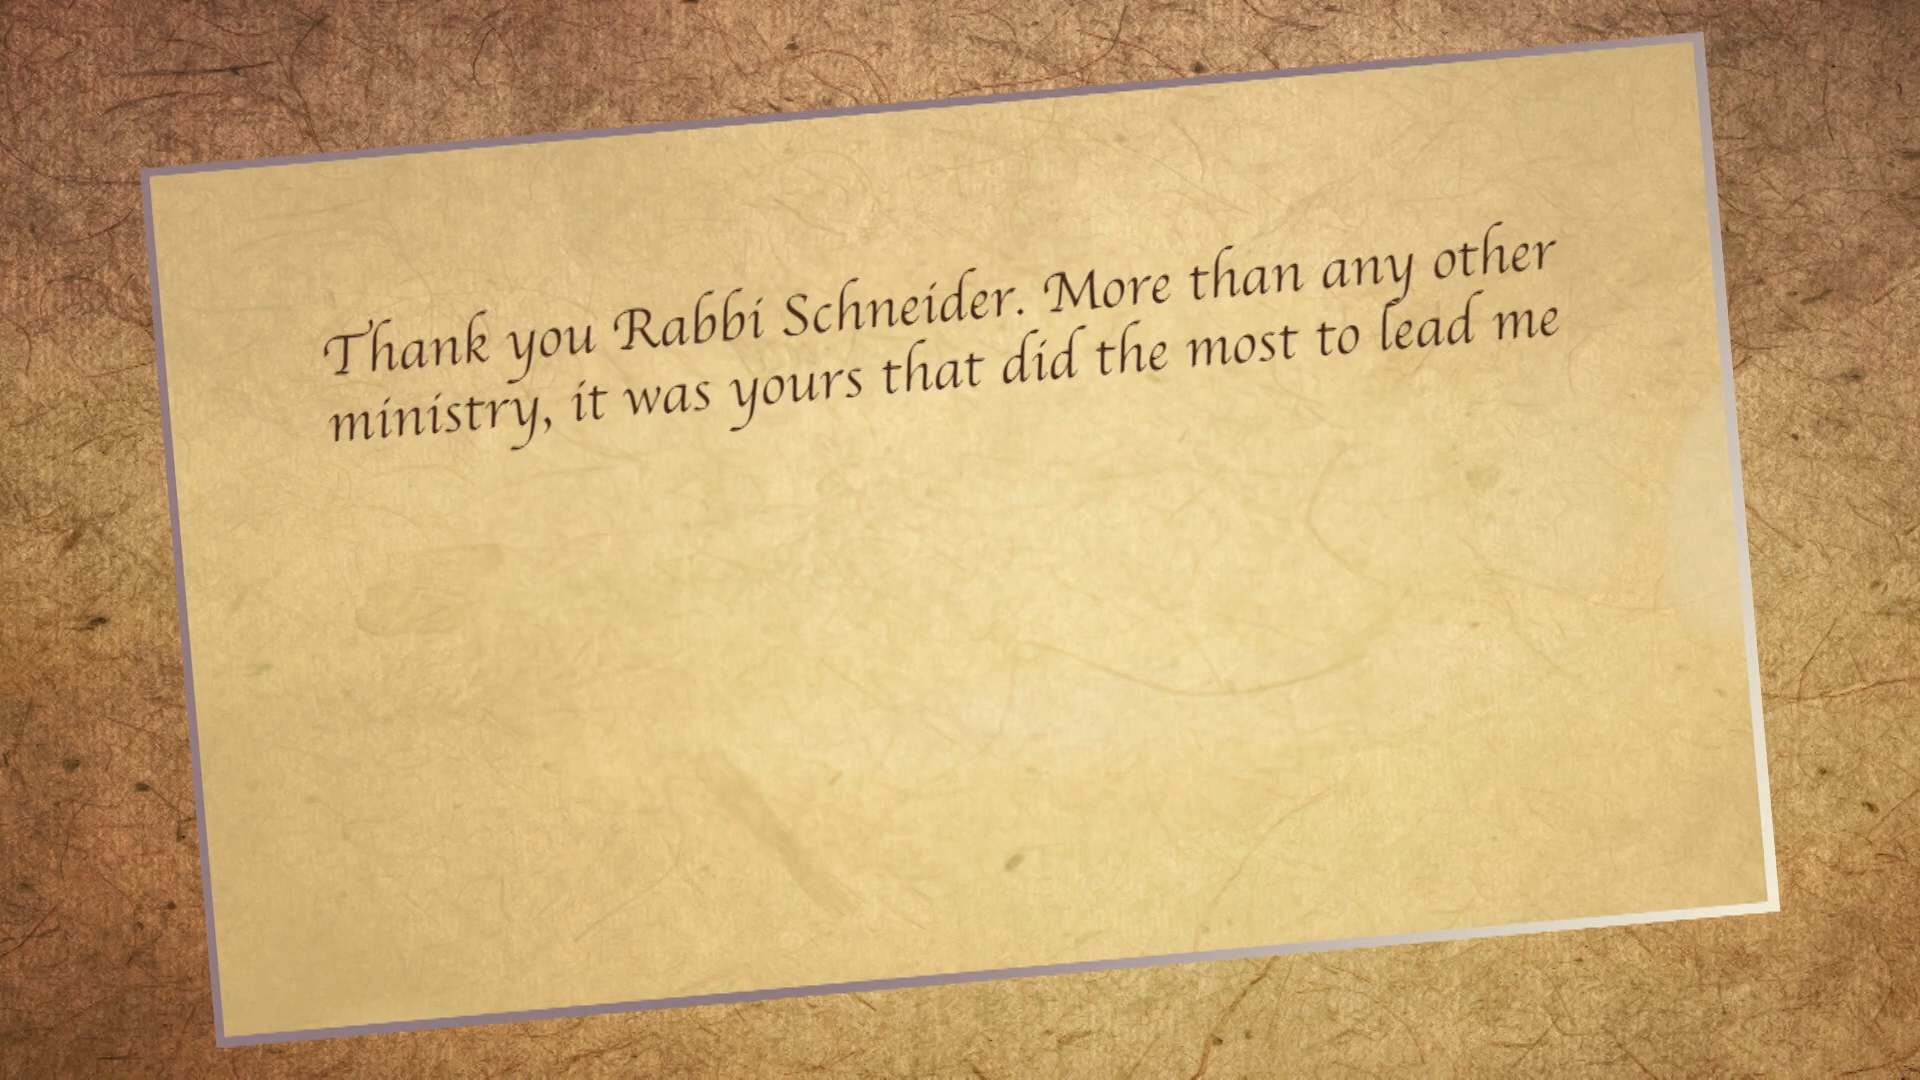 Thank you Rabbi Schneider. More than any other
ministry, it was yours that did the most to lead me